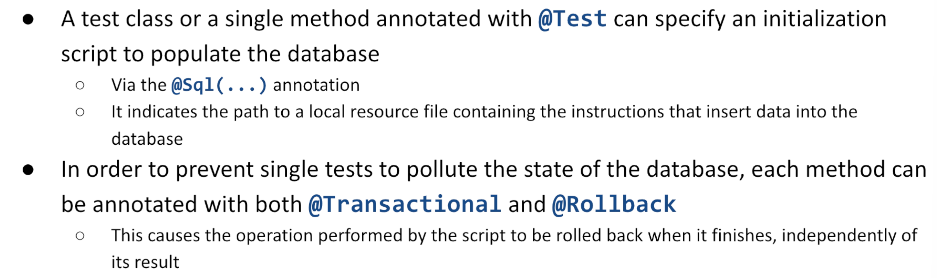 ● A test class or a single method annotated with @Test can specify an initialization
script to populate the database
○ Via the @Sql(...) annotation
○ It indicates the path to a local resource file containing the instructions that insert data into the
database
● In order to prevent single tests to pollute the state of the database, each method can
be annotated with both @Transactional and @Rollback
○ This causes the operation performed by the script to be rolled back when it finishes, independently of
its result